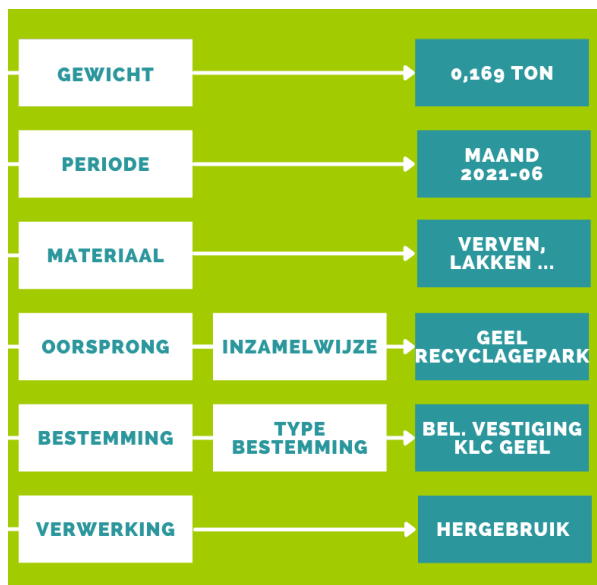 GEWICHT
0,169 TON
PERIODE
MAAND
2021-06
MATERIAAL
VERVEN,
LAKKEN ...
OORSPRONG
INZAMELWIJZE
GEEL
RECYCLAGEPARK
BESTEMMING
TYPE
BESTEMMING
BEL. VESTIGING
KLC GEEL
VERWERKING
HERGEBRUIK